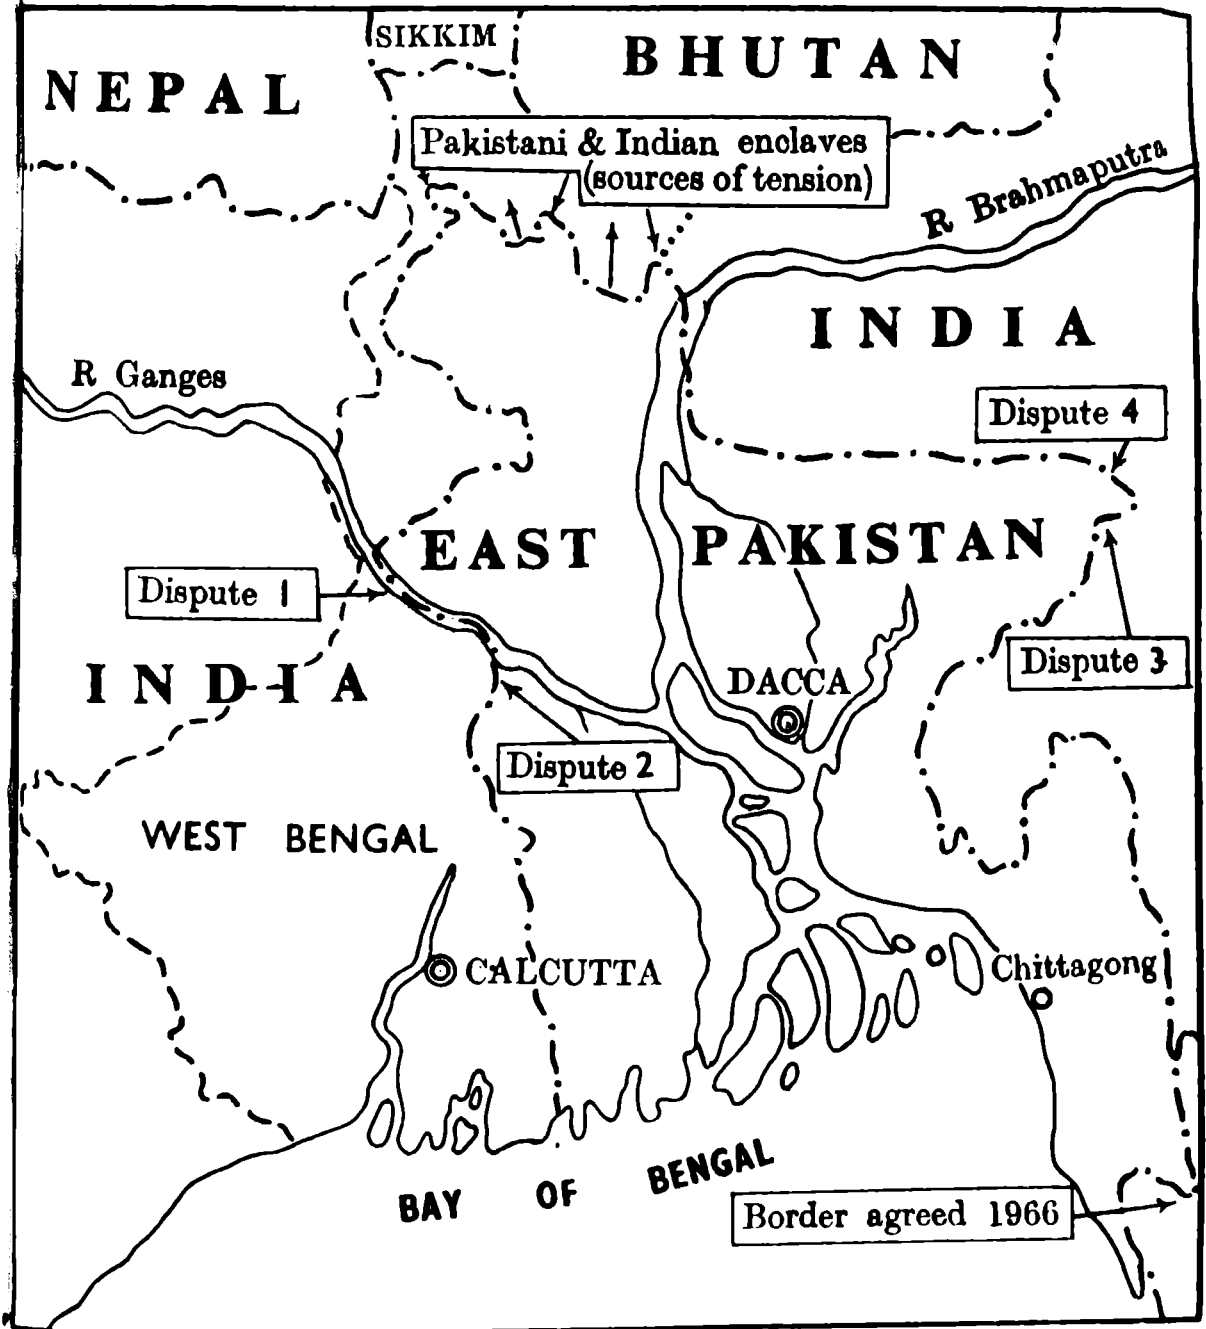 SIKKIM
BHUTAN
NEPAL
Pakistani & Indian enclaves
(sources of tension)
R Brahmaputra
INDIA
R Ganges
Dispute 4
EAST PAKISTAN
Dispute 1
Dispute 3
INDIA
DACCA
Dispute 2
WEST BENGAL
CALCUTTA
Chittagong
BAY OF BENGAL
Border agreed 1966